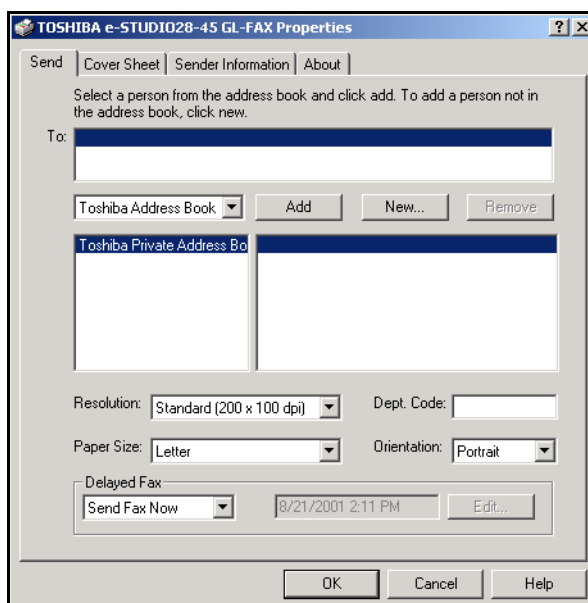 TOSHIBA e-STUDIO28-45 GL-FAX Properties
Send Cover Sheet Sender Information About
Select a person from the address book and click add. To add a person not in
the address book, click new.
To:
Toshiba Address Book Add New... Remove
Toshiba Private Address Bo
Resolution: Standard (200 x 100 dpi) Dept. Code:
Paper Size: Letter Orientation: Portrait
Delayed Fax
Send Fax Now 8/21/2001 2:11 PM Edit...
OK Cancel Help